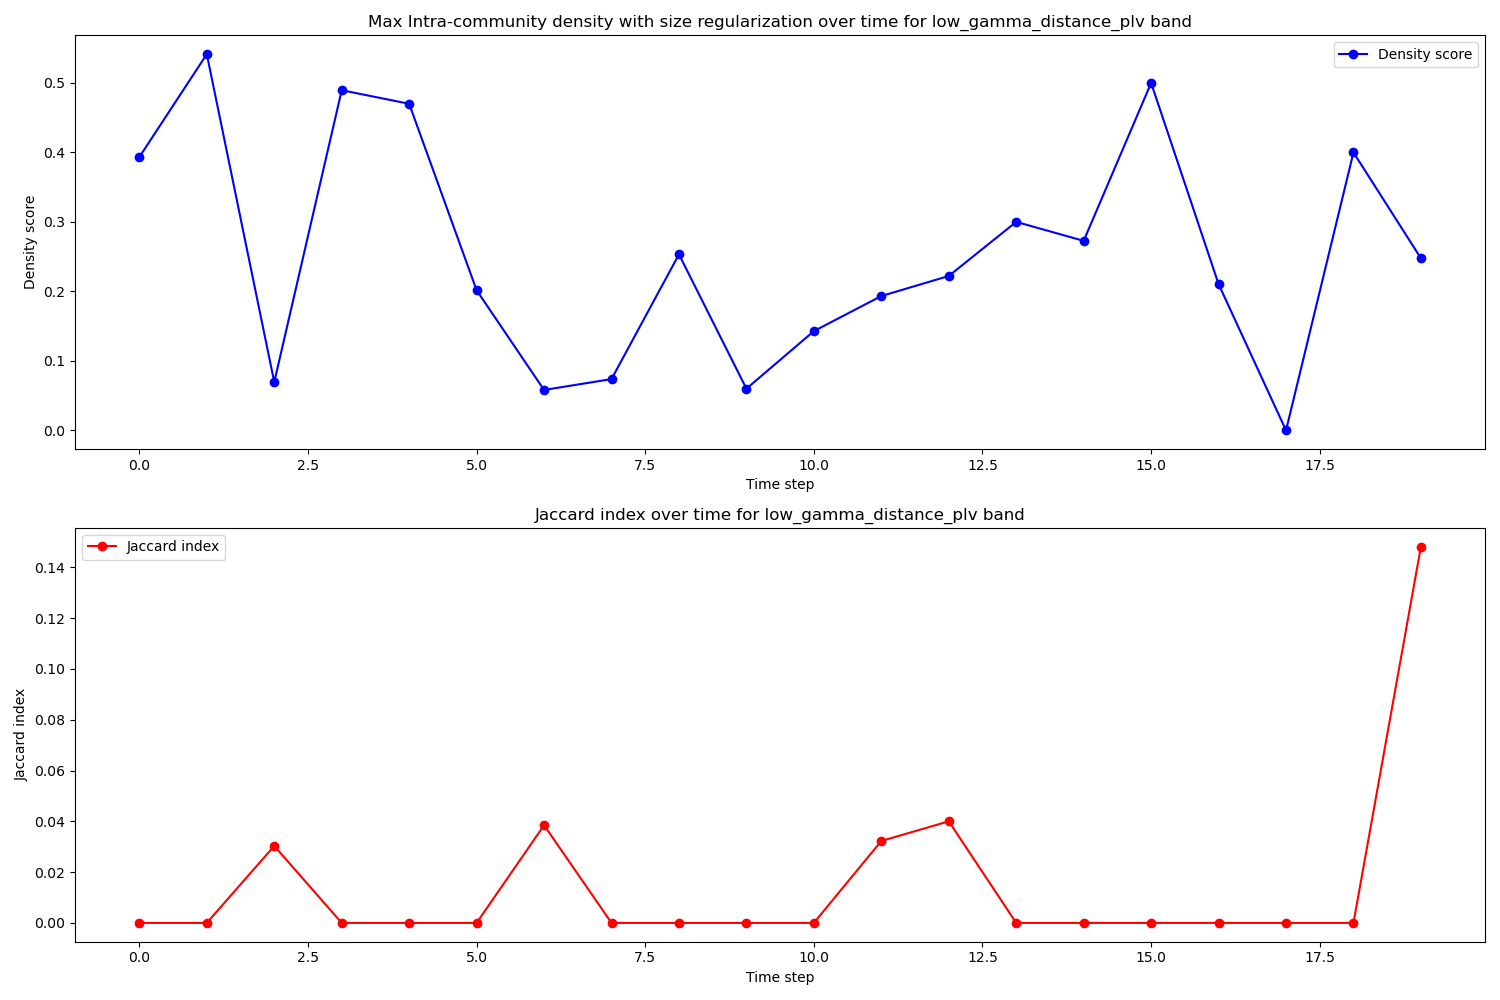 Max Intra-community density with size regularization over time for low_gamma_distance_plv band
Density score
0.5
0.4
0.3
0.2
0.1
0.0
Density score
0.0 2.5 5.0 7.5 10.0 12.5 15.0 17.5
Time step
Jaccard index over time for low_gamma_distance_plv band
Jaccard index
0.14
0.12
0.10
0.08
0.06
0.04
0.02
0.00
Jaccard index
0.0 2.5 5.0 7.5 10.0 12.5 15.0 17.5
Time step